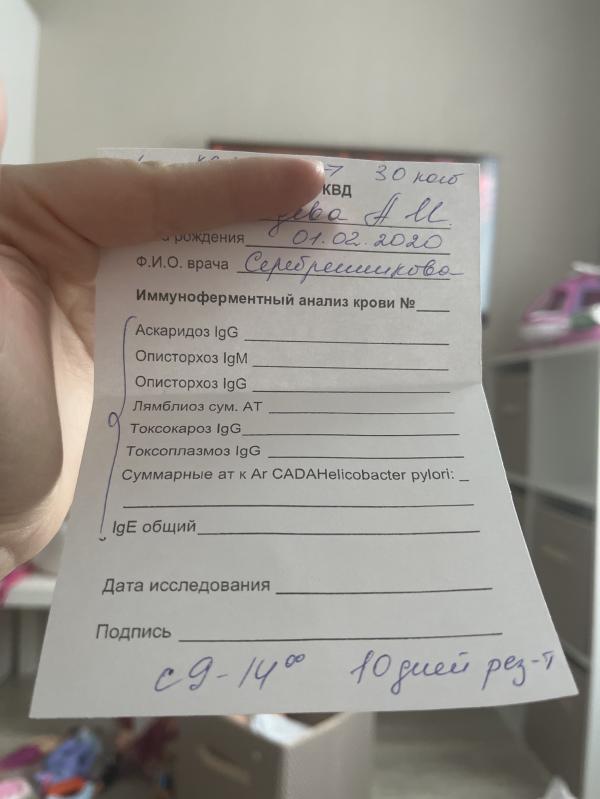 30 каб
КВД
А И.
рождения 01.02.2020
Ф.И.О. врача Серебренникова
Иммуноферментный анализ крови №
Аскаридоз IgG
Описторхоз IgM
Описторхоз IgG
Лямблиоз сум. АТ
Токсокароз IgG
Токсоплазмоз IgG
Суммарные ат к Ar CADAHelicobacter pylori:
IgE общий
Дата исследования
Подпись
с 9-14⁰⁰ 10 дней рез-т